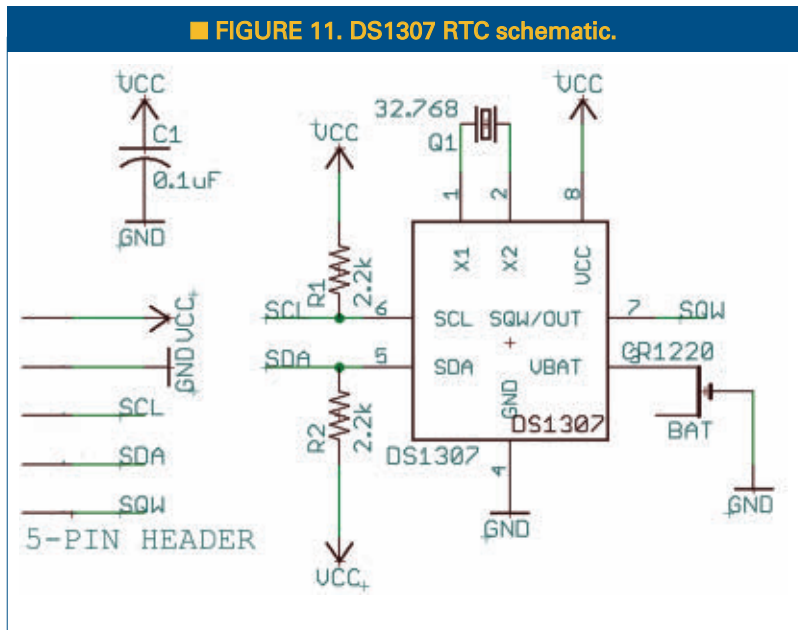 ■ FIGURE 11. DS1307 RTC schematic.
VCC
C1
0.1uF
GND
VCC
GND
SCL
SDA
SQW
5-PIN HEADER
VCC
R1
2.2k
SCL
6
SDA
5
R2
2.2k
VCC
32.768
Q1
1
2
8
VCC
X1
X2
VCC
SCL
SQW/OUT
SDA
VBAT
GND
DS1307
DS1307
4
GND
7
SQW
3
CR1220
BAT
GND